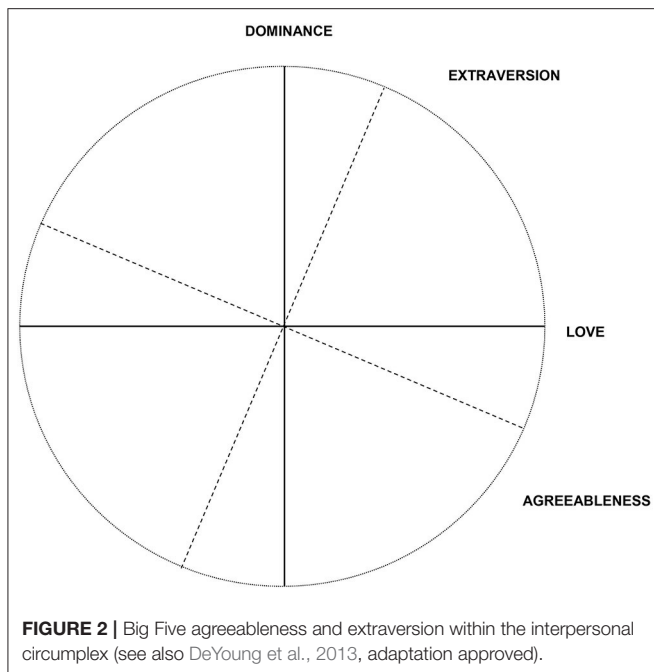 DOMINANCE
EXTRAVERSION
LOVE
AGREEABLENESS
FIGURE 2 | Big Five agreeableness and extraversion within the interpersonal
circumplex (see also DeYoung et al., 2013, adaptation approved).